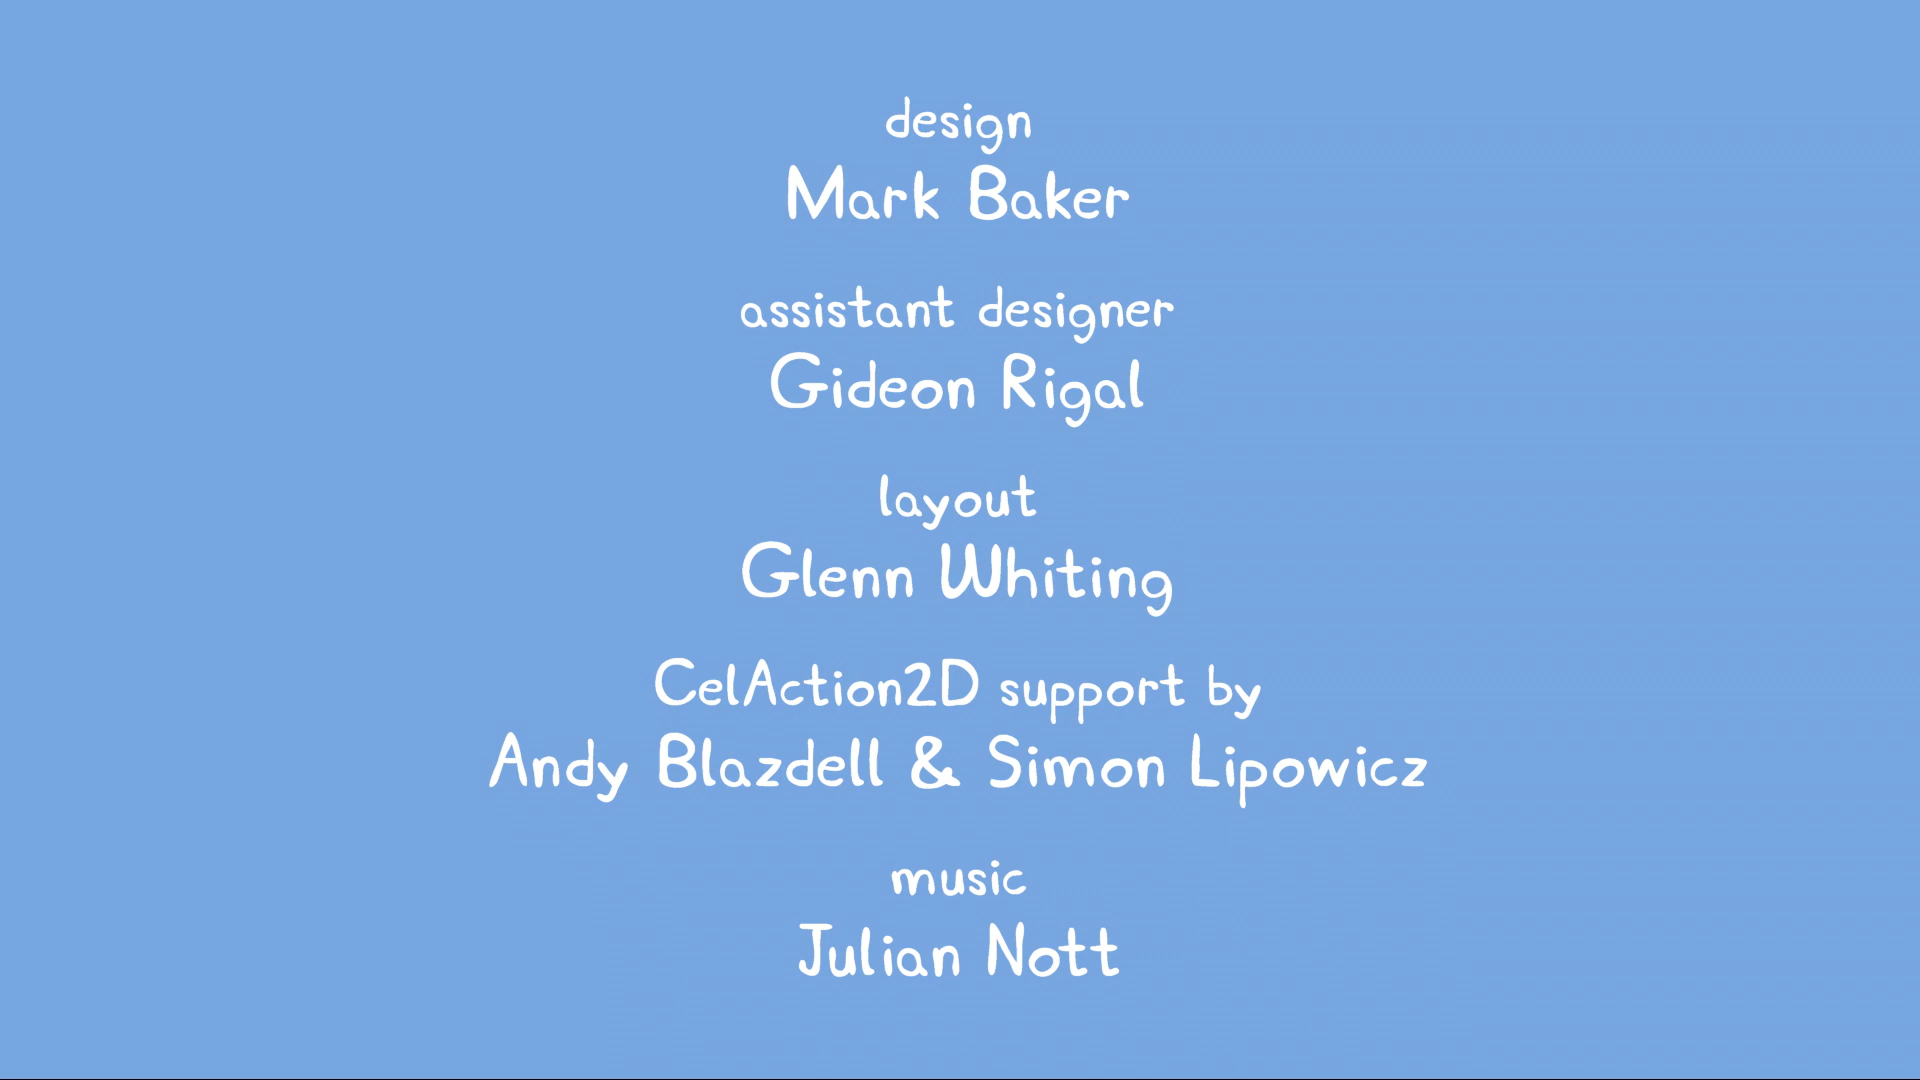 design
Mark Baker
assistant designer
Gideon Rigal
layout
Glenn Whiting
CelAction2D support by
Andy Blazdell & Simon Lipowicz
music
Julian Nott